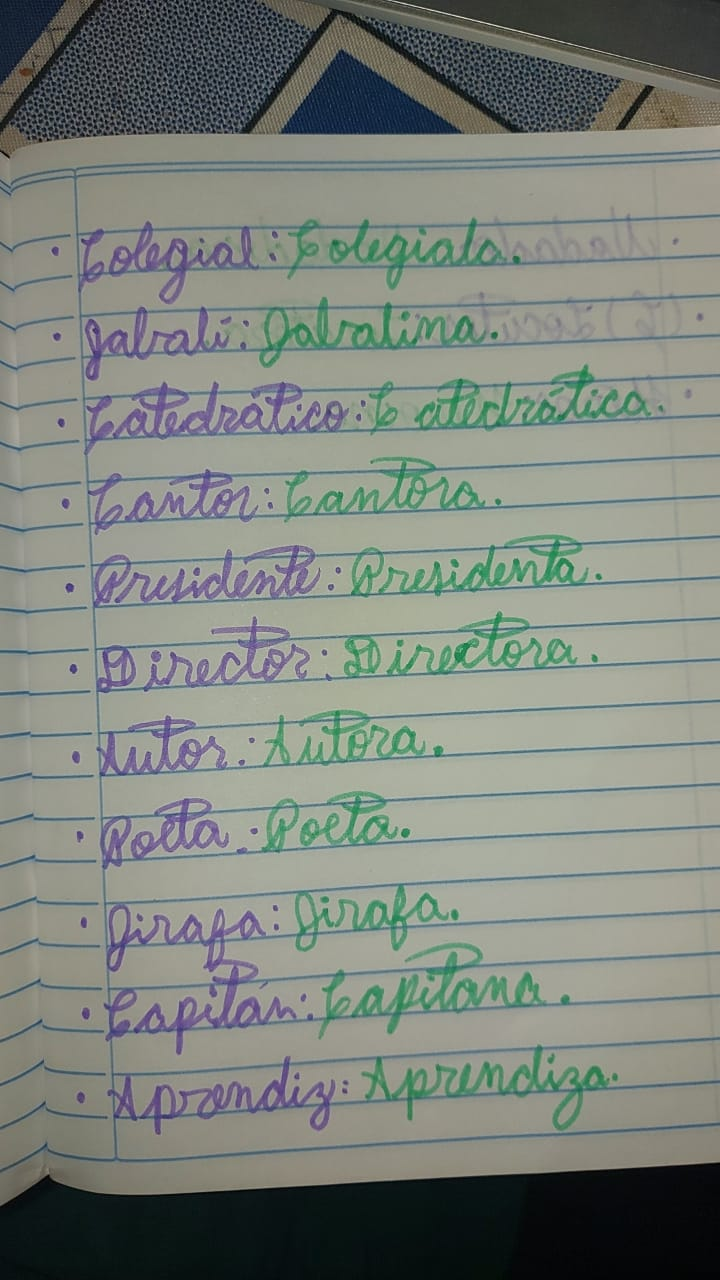 · Colegial: Colegiala.
· Jabalí: Jabalina.
· Catedrático: Catedrática.
· Cantor: Cantora.
· Presidente: Presidenta.
· Director: Directora.
· Autor: Autora.
· Poeta: Poeta.
· Jirafa: Jirafa.
· Capitán: Capitana.
· Aprendiz: Aprendiza.